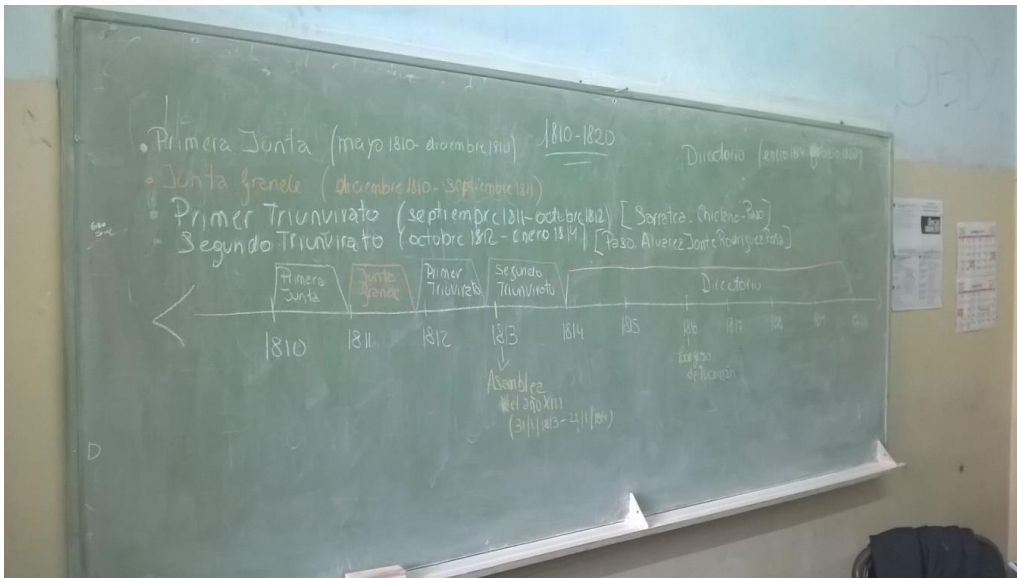 1810-1820
• Primera Junta (mayo 1810-diciembre 1810)
Directorio (enero 1814-
• Junta Grande (diciembre 1810-septiembre 1811)
• Primer Triunvirato (septiembre 1811-octubre 1812) [Sarratea-Chiclana-Paso]
- Segundo Triunvirato (octubre 1812-enero 1814) [Paso. Alvarez Jonte Rodriguez Peña]
Primera Junta
Junta Grande
Primer
Segundo Triunvirato
Directorio
1810 1811 1812 1813 1814 1815 1816 1817
Asamblea
del año XIII
de Tucumán